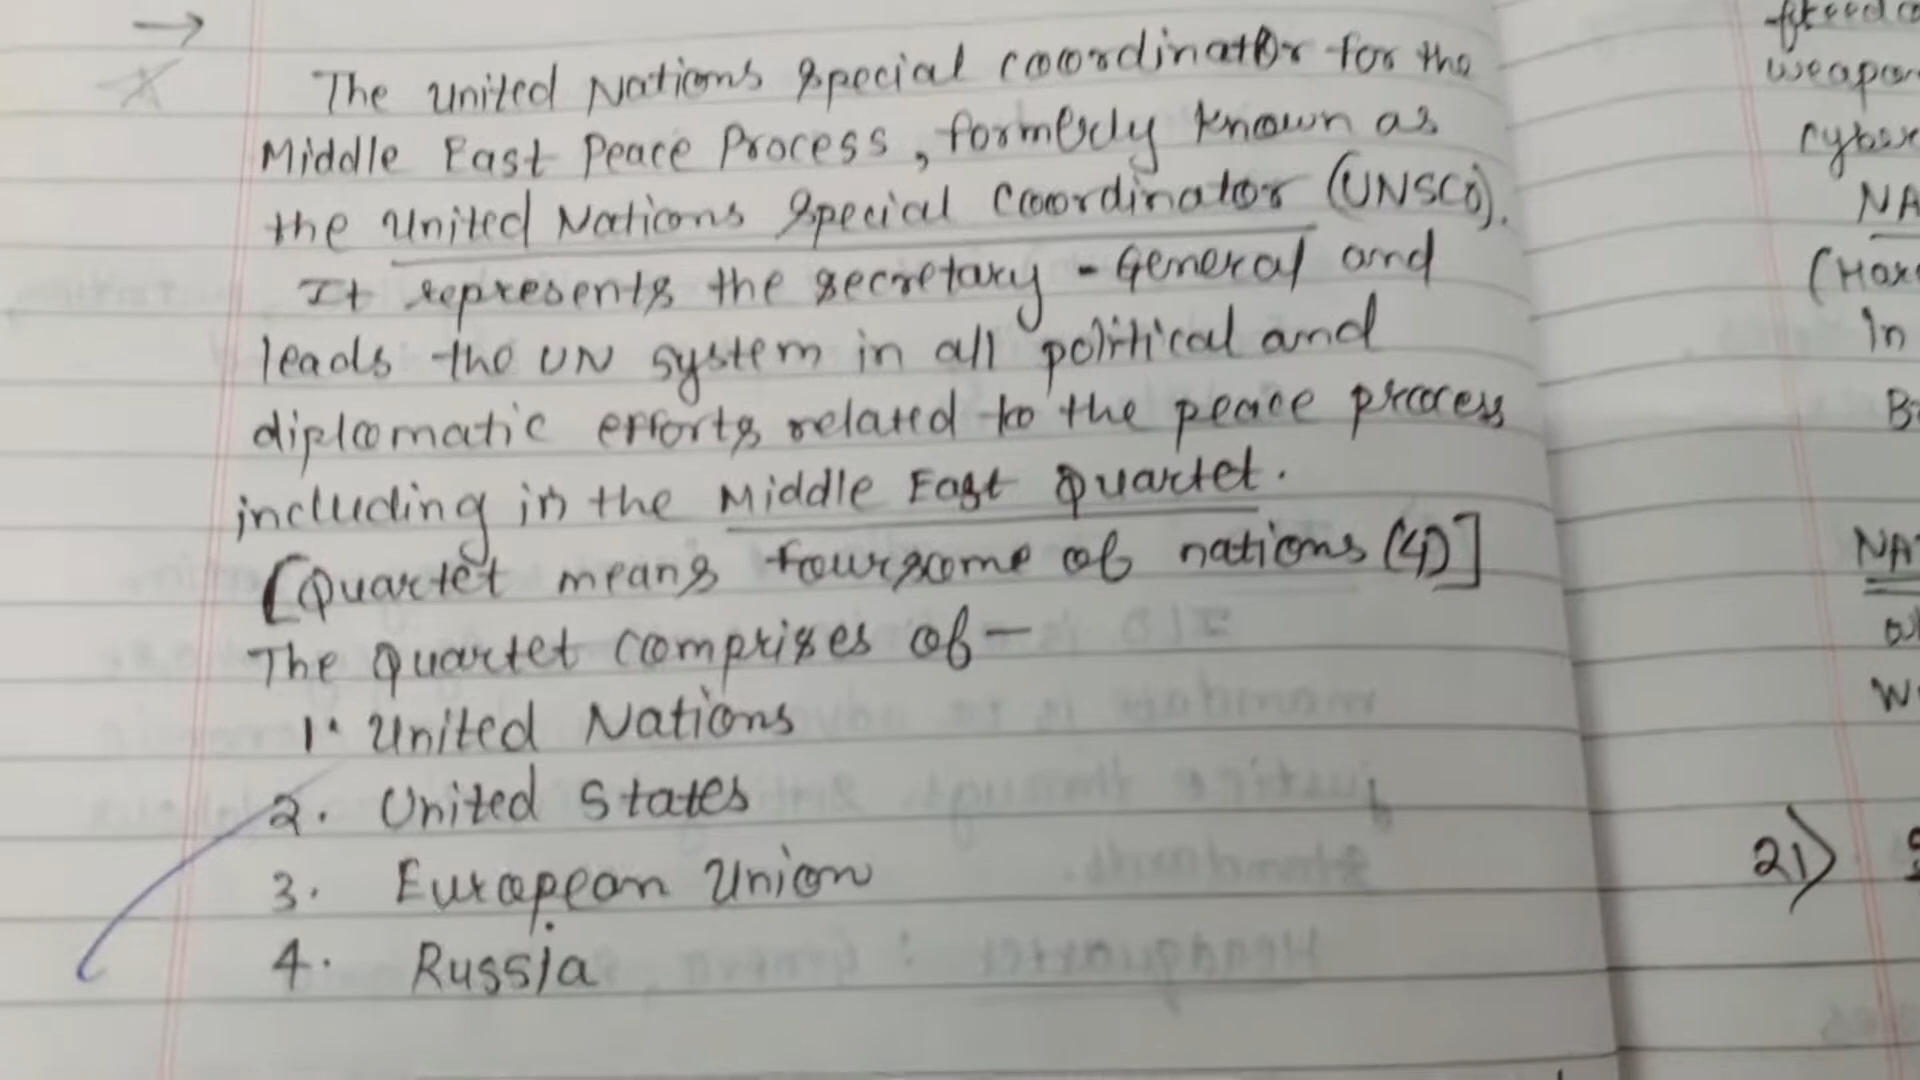 The United Nations Special Coordinator for the
Middle East Peace Process, formerly known as
the United Nations Special Coordinator (UNSCO).
It represents the secretary - General and
leads the UN system in all political and
diplomatic efforts related to the peace process
including in the Middle East Quartet.
[Quartet means foursome of nations (4)]
The Quartet comprises of —
1. United Nations
2. United States
3. European Union
4. Russia
weapon
cyber
NA
(Har
In
B
NA
W
21)